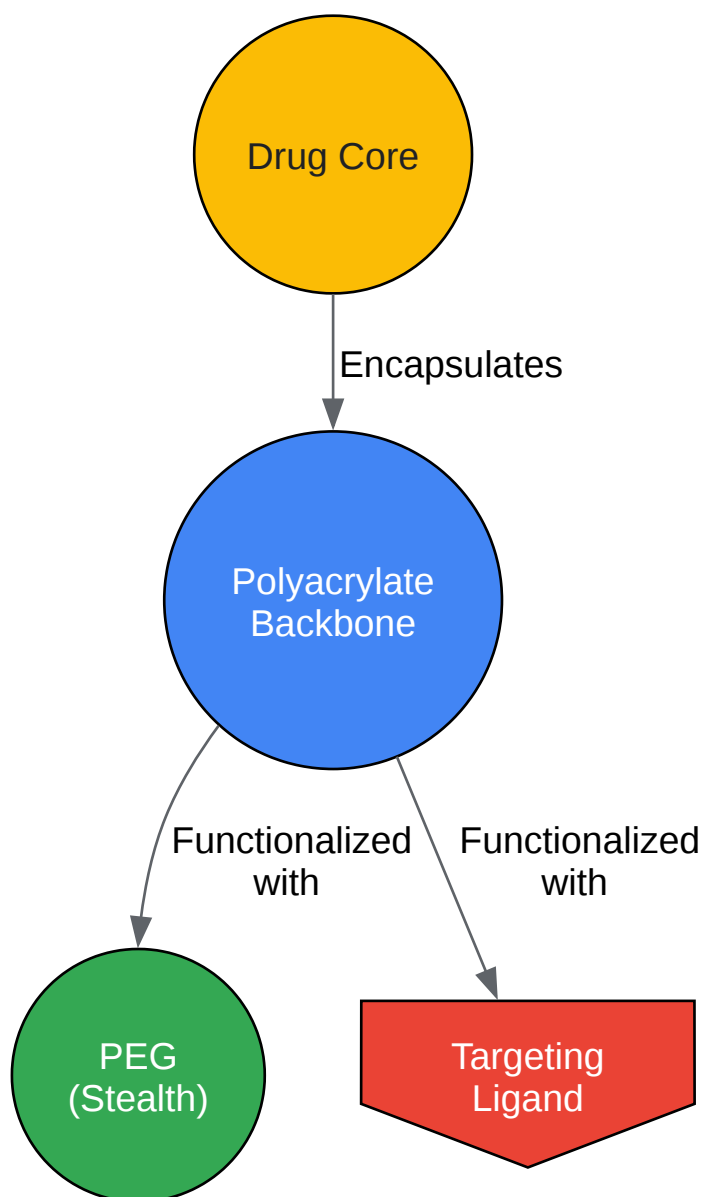 Drug Core
Encapsulates
Polyacrylate
Backbone
Functionalized
with
Functionalized
with
PEG
(Stealth)
Targeting
Ligand